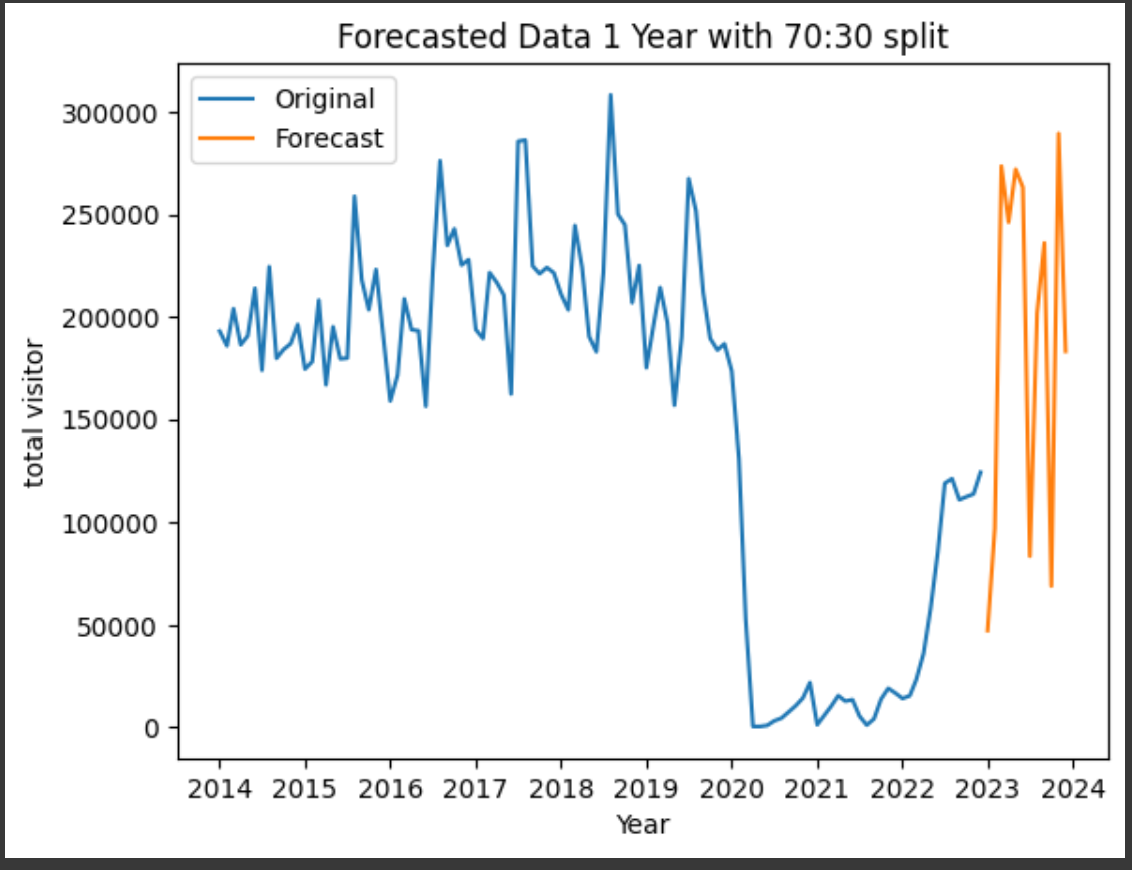 Forecasted Data 1 Year with 70:30 split
Original
Forecast
300000
250000
200000
150000
100000
50000
0
total visitor
2014 2015 2016 2017 2018 2019 2020 2021 2022 2023 2024
Year